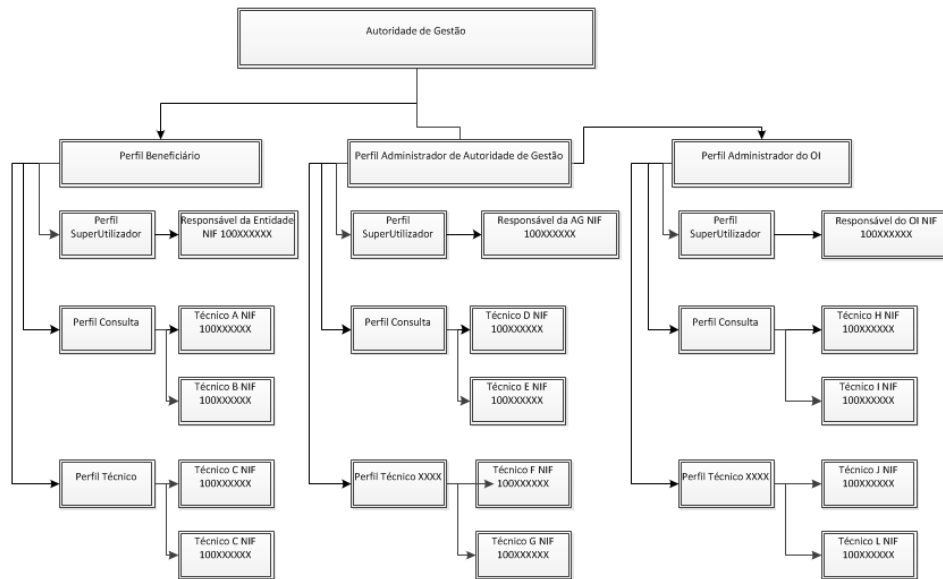 Autoridade de Gestão
Perfil Beneficiário
Perfil Administrador de Autoridade de Gestão
Perfil Administrador do OI
Perfil
SuperUtilizador
Responsável da Entidade
NIF 100XXXXXX
Perfil
SuperUtilizador
Responsável da AG NIF
100XXXXXX
Perfil
SuperUtilizador
Responsável do OI NIF
100XXXXXX
Perfil Consulta
Técnico A NIF
100XXXXXX
Técnico B NIF
100XXXXXX
Perfil Consulta
Técnico D NIF
100XXXXXX
Técnico E NIF
100XXXXXX
Perfil Consulta
Técnico H NIF
100XXXXXX
Técnico I NIF
100XXXXXX
Perfil Técnico
Técnico C NIF
100XXXXXX
Técnico C NIF
100XXXXXX
Perfil Técnico XXXX
Técnico F NIF
100XXXXXX
Técnico G NIF
100XXXXXX
Perfil Técnico XXXX
Técnico J NIF
100XXXXXX
Técnico L NIF
100XXXXXX